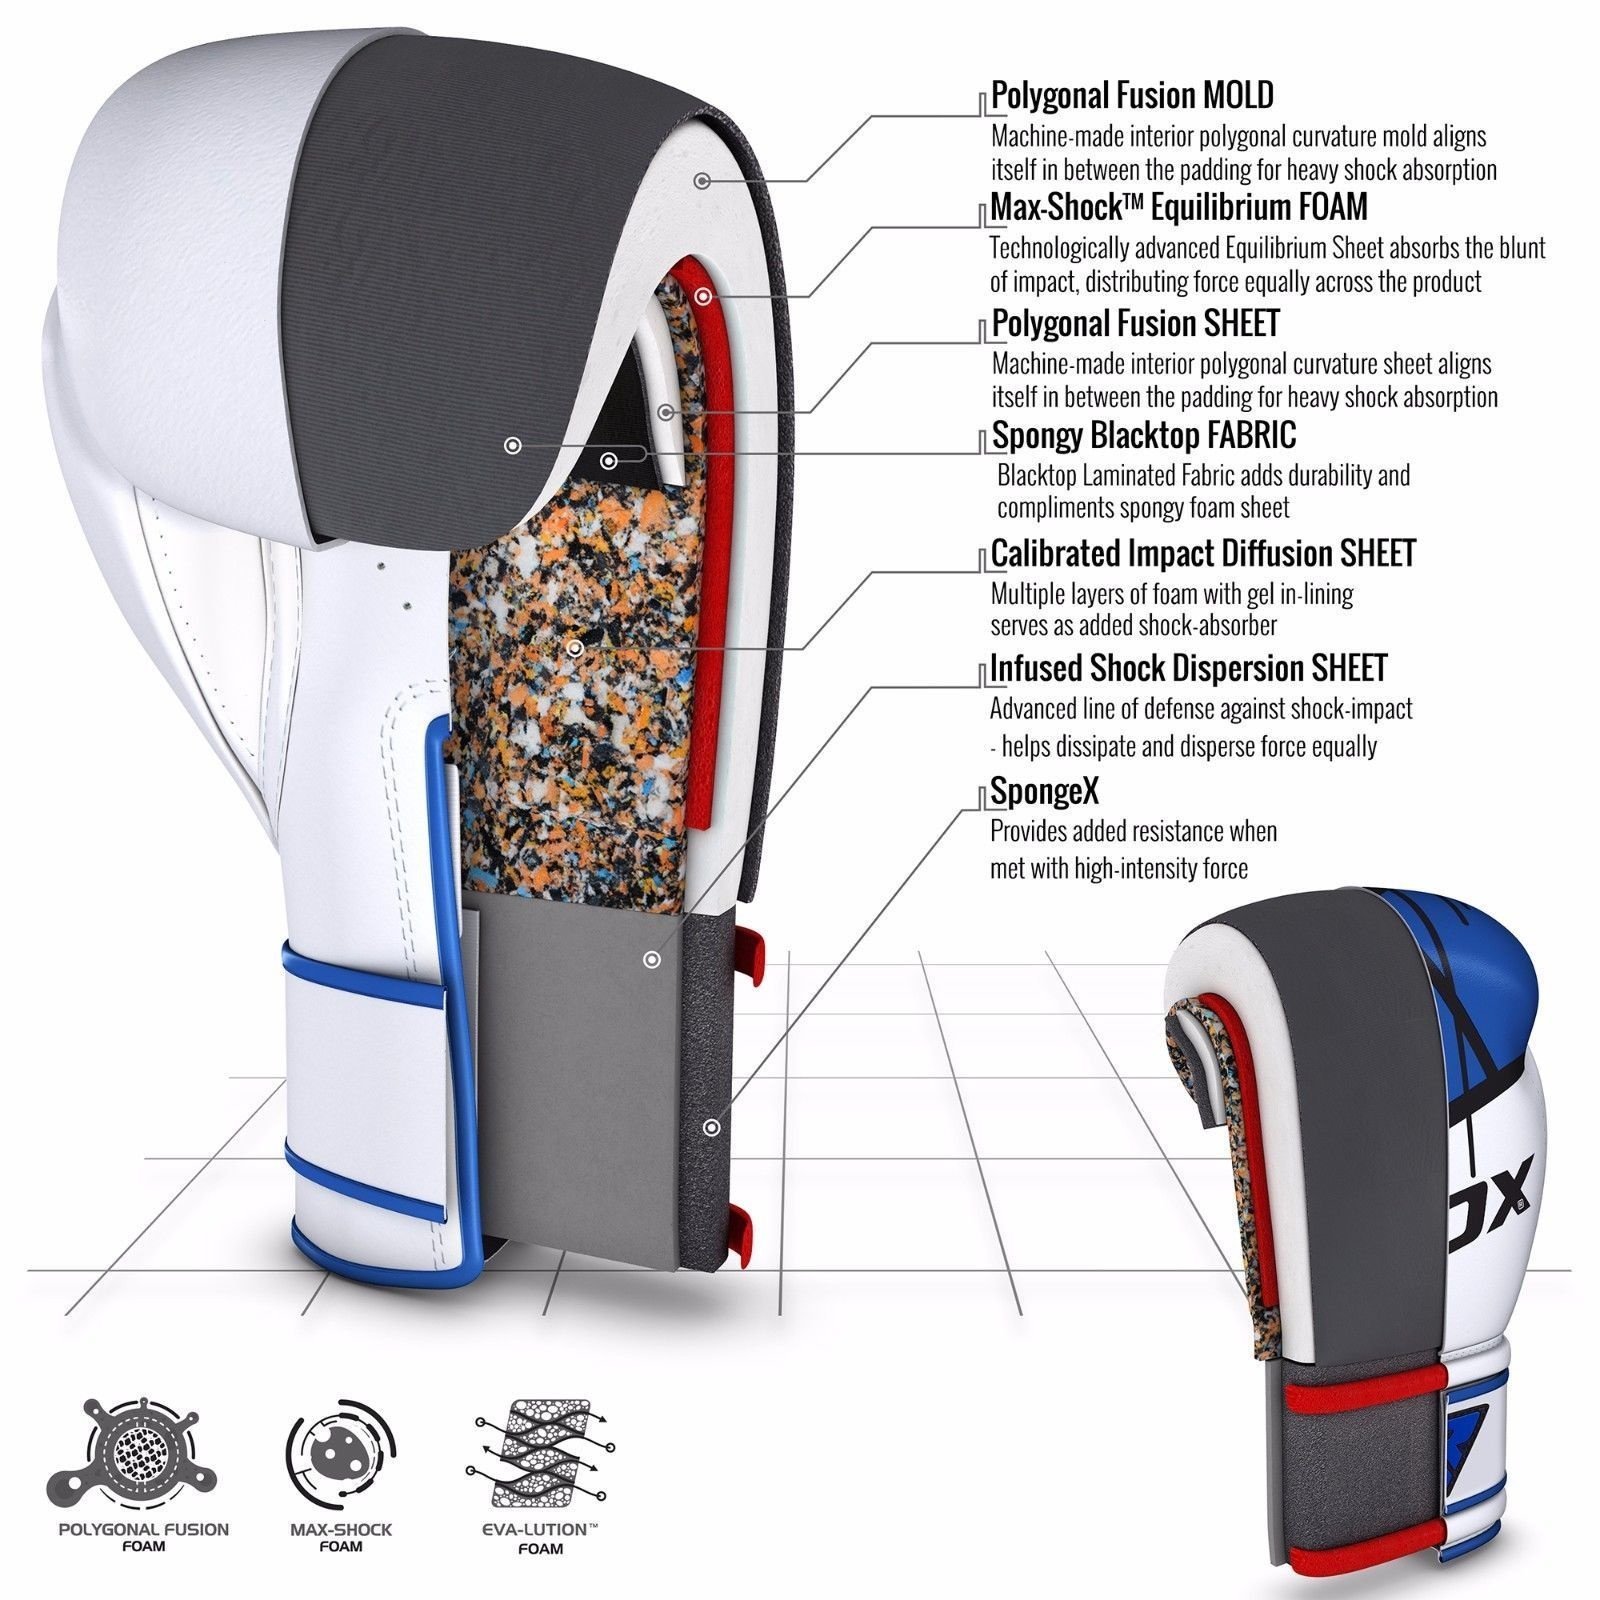 Polygonal Fusion MOLD
Machine-made interior polygonal curvature mold aligns
itself in between the padding for heavy shock absorption
Max-Shock™ Equilibrium FOAM
Technologically advanced Equilibrium Sheet absorbs the blunt
of impact, distributing force equally across the product
Polygonal Fusion SHEET
Machine-made interior polygonal curvature sheet aligns
itself in between the padding for heavy shock absorption
Spongy Blacktop FABRIC
Blacktop Laminated Fabric adds durability and
compliments spongy foam sheet
Calibrated Impact Diffusion SHEET
Multiple layers of foam with gel in-lining
serves as added shock-absorber
Infused Shock Dispersion SHEET
Advanced line of defense against shock-impact
- helps dissipate and disperse force equally
SpongeX
Provides added resistance when
met with high-intensity force
DX
POLYGONAL FUSION
FOAM
MAX-SHOCK
FOAM
EVA-LUTION™
FOAM